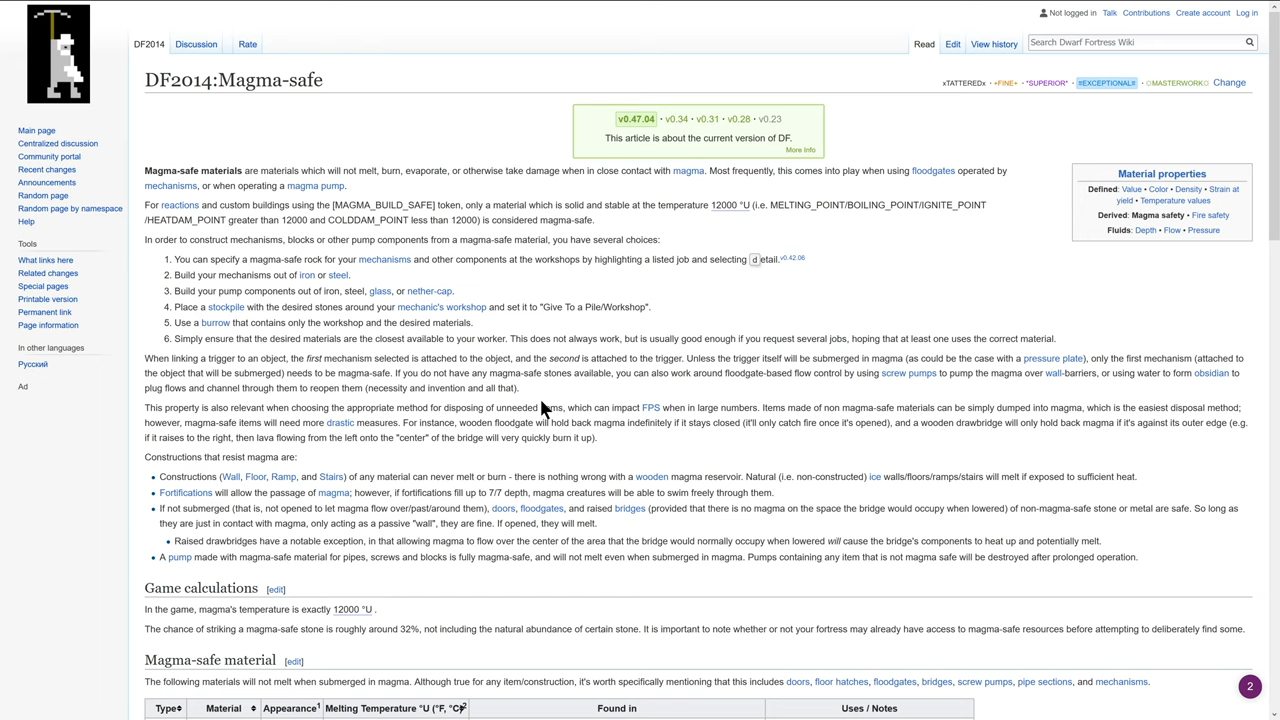 Not logged in Talk Contributions Create account Log in
DF2014 Discussion Rate Read Edit View history Search Dwarf Fortress Wiki
DF2014:Magma-safe
xTATTEREDx · +FINE+ · *SUPERIOR* · ≡EXCEPTIONAL≡ · ☼MASTERWORK☼ Change
v0.47.04 · v0.34 · v0.31 · v0.28 · v0.23
This article is about the current version of DF.
More Info
Main page
Centralized discussion
Community portal
Recent changes
Announcements
Random page
Random page by namespace
Help
Tools
What links here
Related changes
Special pages
Printable version
Permanent link
Page information
In other languages
Русский
Ad
Magma-safe materials are materials which will not melt, burn, evaporate, or otherwise take damage when in close contact with magma. Most frequently, this comes into play when using floodgates operated by
mechanisms, or when operating a magma pump.
Material properties
Defined: Value • Color • Density • Strain at
yield • Temperature values
Derived: Magma safety • Fire safety
Fluids: Depth • Flow • Pressure
For reactions and custom buildings using the [MAGMA_BUILD_SAFE] token, only a material which is solid and stable at the temperature 12000 °U (i.e. MELTING_POINT/BOILING_POINT/IGNITE_POINT
/HEATDAM_POINT greater than 12000 and COLDDAM_POINT less than 12000) is considered magma-safe.
In order to construct mechanisms, blocks or other pump components from a magma-safe material, you have several choices:
1. You can specify a magma-safe rock for your mechanisms and other components at the workshops by highlighting a listed job and selecting d etail.v0.42.06
2. Build your mechanisms out of iron or steel.
3. Build your pump components out of iron, steel, glass, or nether-cap.
4. Place a stockpile with the desired stones around your mechanic's workshop and set it to "Give To a Pile/Workshop".
5. Use a burrow that contains only the workshop and the desired materials.
6. Simply ensure that the desired materials are the closest available to your worker. This does not always work, but is usually good enough if you request several jobs, hoping that at least one uses the correct material.
When linking a trigger to an object, the first mechanism selected is attached to the object, and the second is attached to the trigger. Unless the trigger itself will be submerged in magma (as could be the case with a pressure plate), only the first mechanism (attached to
the object that will be submerged) needs to be magma-safe. If you do not have any magma-safe stones available, you can also work around floodgate-based flow control by using screw pumps to pump the magma over wall-barriers, or using water to form obsidian to
plug flows and channel through them to reopen them (necessity and invention and all that).
This property is also relevant when choosing the appropriate method for disposing of unneeded items, which can impact FPS when in large numbers. Items made of non magma-safe materials can be simply dumped into magma, which is the easiest disposal method;
however, magma-safe items will need more drastic measures. For instance, wooden floodgate will hold back magma indefinitely if it stays closed (it'll only catch fire once it's opened), and a wooden drawbridge will only hold back magma if it's against its outer edge (e.g.
if it raises to the right, then lava flowing from the left onto the "center" of the bridge will very quickly burn it up).
Constructions that resist magma are:
• Constructions (Wall, Floor, Ramp, and Stairs) of any material can never melt or burn - there is nothing wrong with a wooden magma reservoir. Natural (i.e. non-constructed) ice walls/floors/ramps/stairs will melt if exposed to sufficient heat.
• Fortifications will allow the passage of magma; however, if fortifications fill up to 7/7 depth, magma creatures will be able to swim freely through them.
• If not submerged (that is, not opened to let magma flow over/past/around them), doors, floodgates, and raised bridges (provided that there is no magma on the space the bridge would occupy when lowered) of non-magma-safe stone or metal are safe. So long as
they are just in contact with magma, only acting as a passive "wall", they are fine. If opened, they will melt.
• Raised drawbridges have a notable exception, in that allowing magma to flow over the center of the area that the bridge would normally occupy when lowered will cause the bridge's components to heat up and potentially melt.
• A pump made with magma-safe material for pipes, screws and blocks is fully magma-safe, and will not melt even when submerged in magma. Pumps containing any item that is not magma safe will be destroyed after prolonged operation.
Game calculations [edit]
In the game, magma's temperature is exactly 12000 °U .
The chance of striking a magma-safe stone is roughly around 32%, not including the natural abundance of certain stone. It is important to note whether or not your fortress may already have access to magma-safe resources before attempting to deliberately find some.
Magma-safe material [edit]
The following materials will not melt when submerged in magma. Although true for any item/construction, it's worth specifically mentioning that this includes doors, floor hatches, floodgates, bridges, screw pumps, pipe sections, and mechanisms.
2
Type Material Appearance1 Melting Temperature °U (°F, °C)2 Found in Uses / Notes